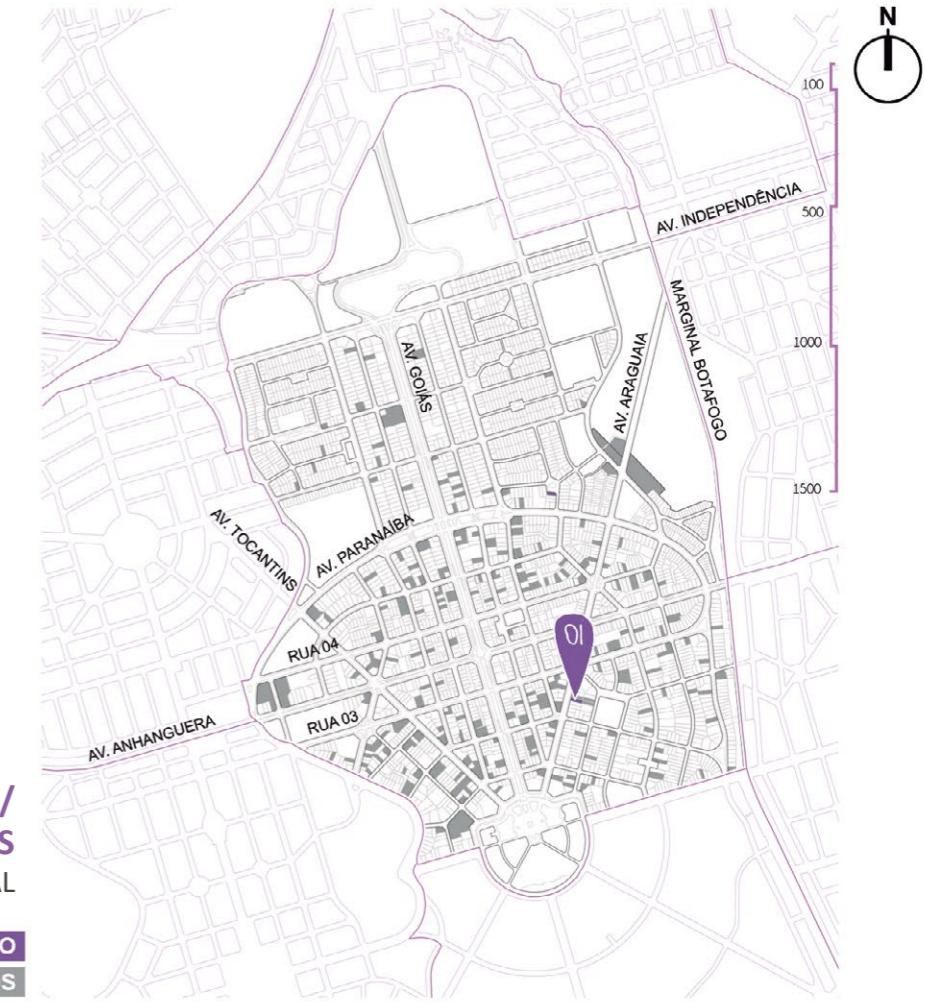 N
100
500
1000
1500
AV. INDEPENDÊNCIA
MARGINAL BOTAFOGO
AV. ARAGUAIA
AV. GOIÁS
AV. PARANAÍBA
AV. TOCANTINS
RUA 04
01
RUA 03
AV. ANHANGUERA
/
S
AL
O
S